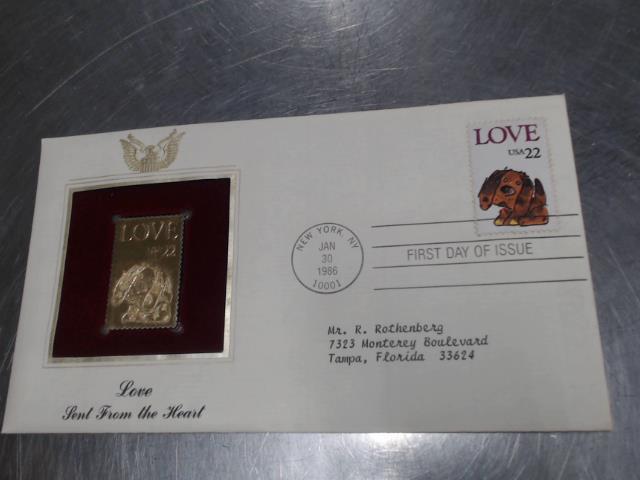 LOVE
USA 22
LOVE
22
NEW YORK, NY
JAN
30
1986
10001
FIRST DAY OF ISSUE
Mr. R. Rothenberg
7323 Monterey Boulevard
Tampa, Florida 33624
Love
Sent From the Heart